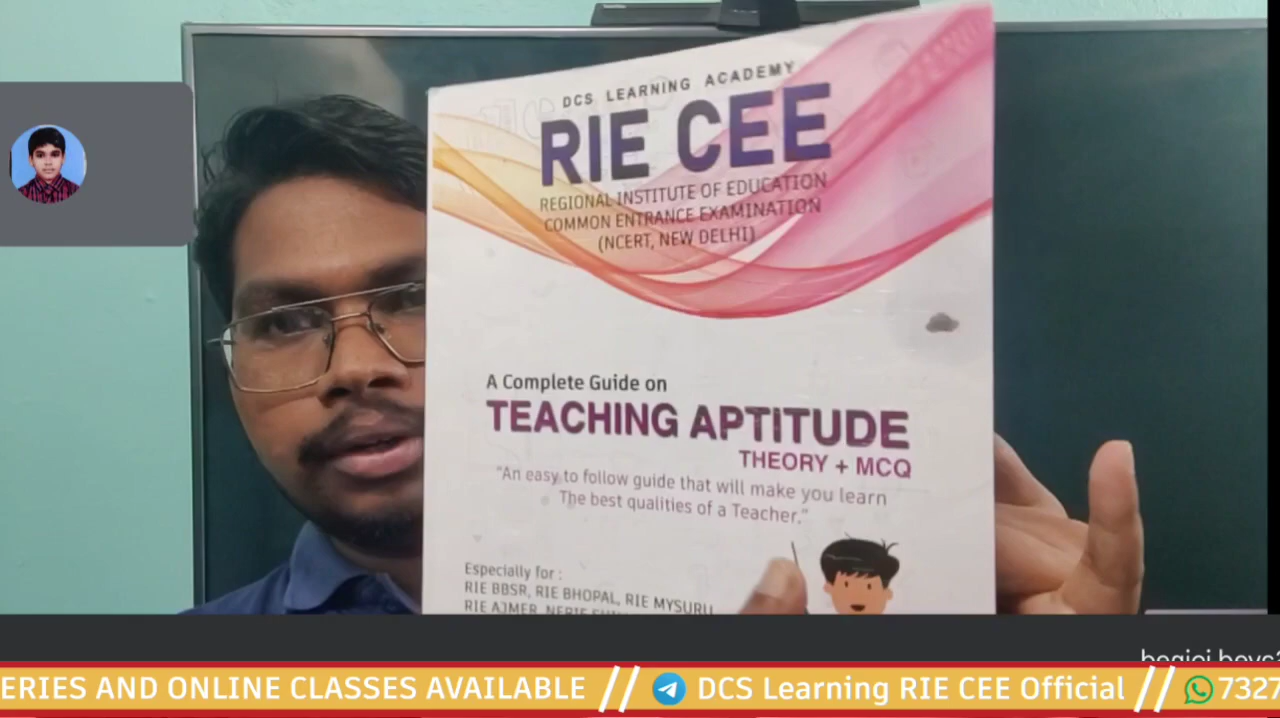 DCS LEARNING ACADEMY
RIE CEE
REGIONAL INSTITUTE OF EDUCATION
COMMON ENTRANCE EXAMINATION
(NCERT, NEW DELHI)
A Complete Guide on
TEACHING APTITUDE
THEORY + MCQ
"An easy to follow guide that will make you learn
The best qualities of a Teacher."
Especially for :
RIE BBSR, RIE BHOPAL, RIE MYSURU
RIE AJMER,
ERIES AND ONLINE CLASSES AVAILABLE // DCS Learning RIE CEE Official // 7327